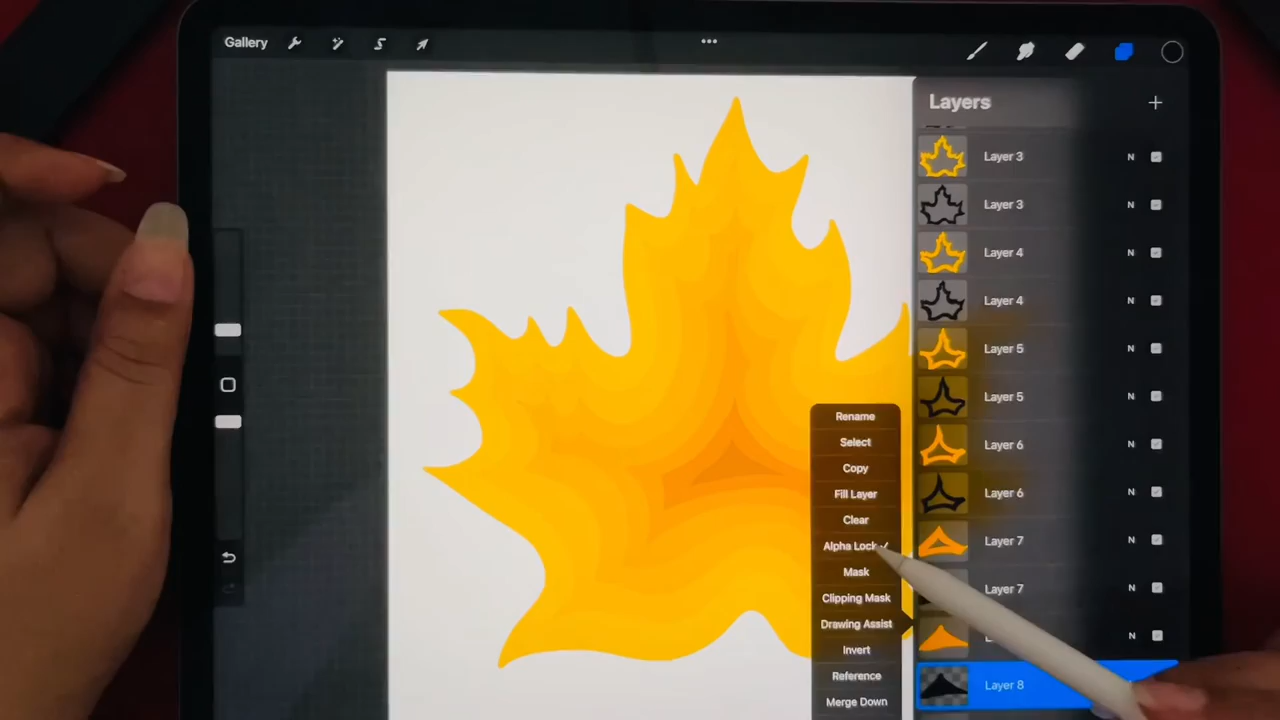 Gallery
Layers
Layer 3 N
Layer 3 N
Layer 4 N
Layer 4 N
Layer 5 N
Layer 5 N
Layer 6 N
Layer 6 N
Layer 7 N
Layer 7 N
N
Layer 8
Rename
Select
Copy
Fill Layer
Clear
Alpha Lock
Mask
Clipping Mask
Drawing Assist
Invert
Reference
Merge Down